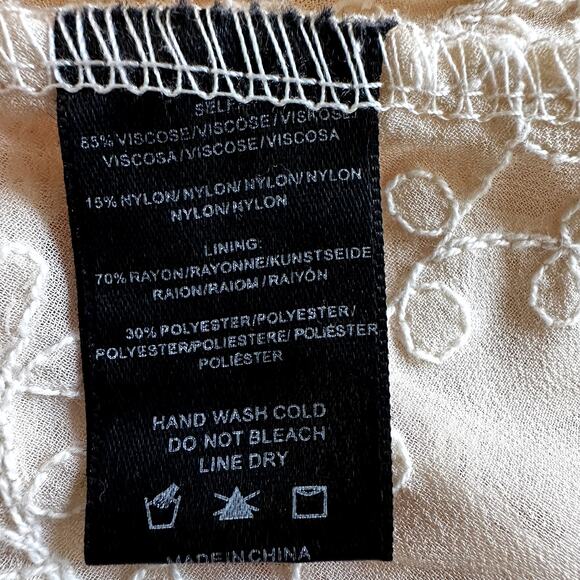 SELF:
85% VISCOSE/VISCOSE/VISKOSE/
VISCOSA/VISCOSE/VISCOSA
15% NYLON/NYLON/NYLON/NYLON
NYLON/NYLON
LINING:
70% RAYON/RAYONNE/KUNSTSEIDE
RAION/RAIOM/RAIYÓN
30% POLYESTER/POLYESTER/
POLYESTER/POLIESTERE/ POLIÉSTER
POLIÉSTER
HAND WASH COLD
DO NOT BLEACH
LINE DRY
MADE IN CHINA